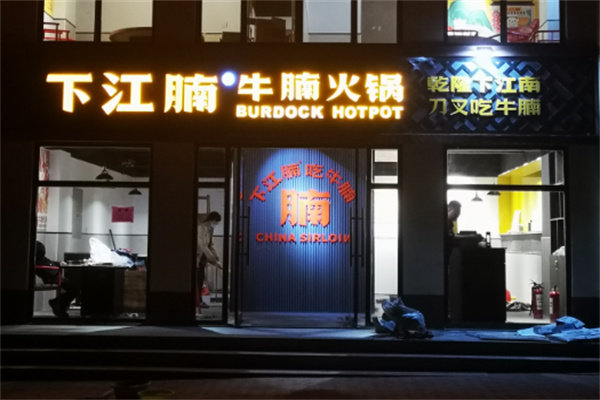 下江腩 牛腩火锅
BURDOCK HOTPOT
乾隆下江南
刀叉吃牛腩
下江腩 吃牛腩
腩
CHINA SIRLOIN